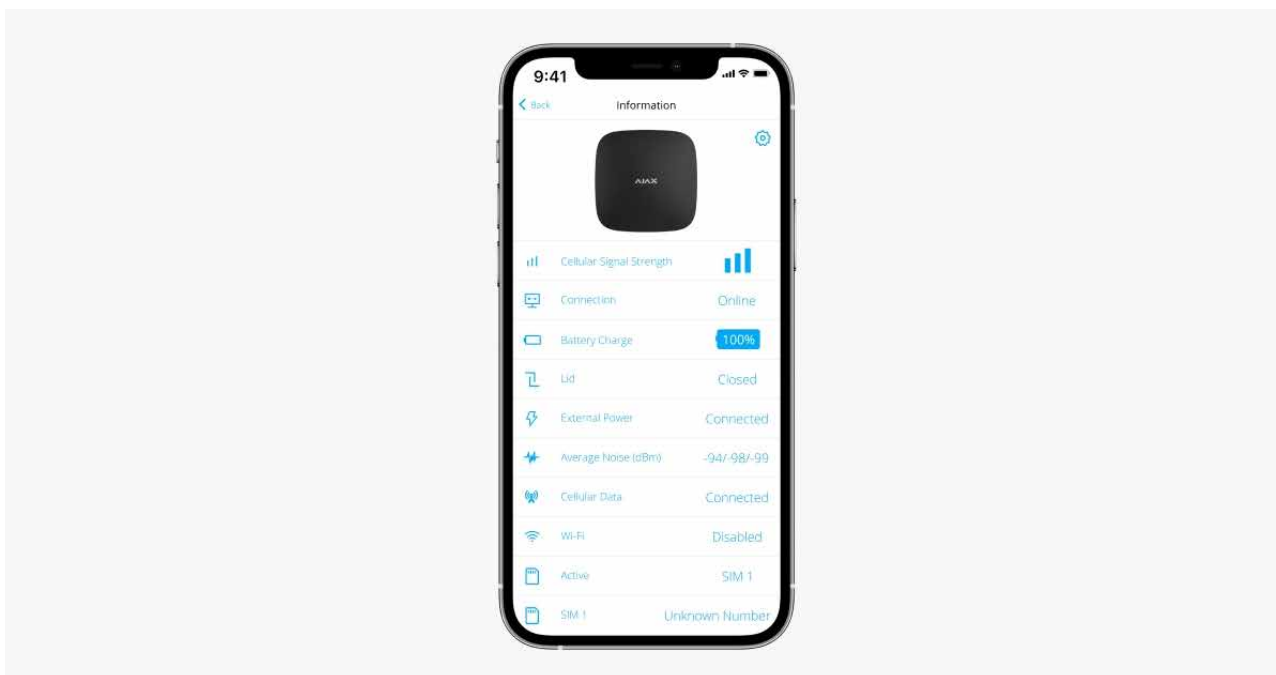 9:41
Back
Information
AJAX
Cellular Signal Strength
Connection Online
Battery Charge 100%
Lid Closed
External Power Connected
Average Noise (dBm) -94/-98/-99
Cellular Data Connected
Wi-Fi Disabled
Active SIM 1
SIM 1 Unknown Number